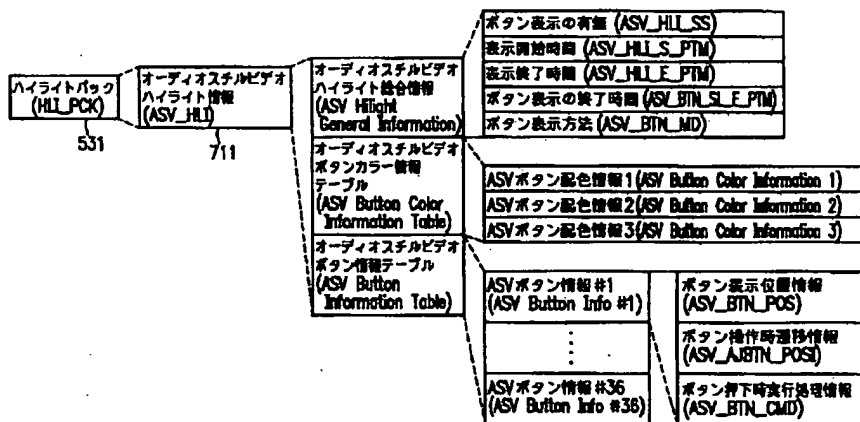 ハイライトパック
(HLI_PCK)
531
オーディオスチルビデオ
ハイライト情報
(ASV_HLI)
711
オーディオスチルビデオ
ハイライト総合情報
(ASV Hilight
General Information)
オーディオスチルビデオ
ボタンカラー情報
テーブル
(ASV Button Color
Information Table)
オーディオスチルビデオ
ボタン情報テーブル
(ASV Button
Information Table)
ボタン表示の有無 (ASV_HLI_SS)
表示開始時間 (ASV_HLI_S_PTM)
表示終了時間 (ASV_HLI_E_PTM)
ボタン表示の終了時間 (ASV_BTN_SL_E_PTM)
ボタン表示方法 (ASV_BTN_MD)
ASVボタン配色情報1(ASV Button Color Information 1)
ASVボタン配色情報2(ASV Button Color Information 2)
ASVボタン配色情報3(ASV Button Color Information 3)
ASVボタン情報#1
(ASV Button Info #1)
ASVボタン情報#36
(ASV Button Info #36)
ボタン表示位置情報
(ASV_BTN_POS)
ボタン操作時遷移情報
(ASV_AJBTN_POSI)
ボタン押下時実行処理情報
(ASV_BTN_CMD)